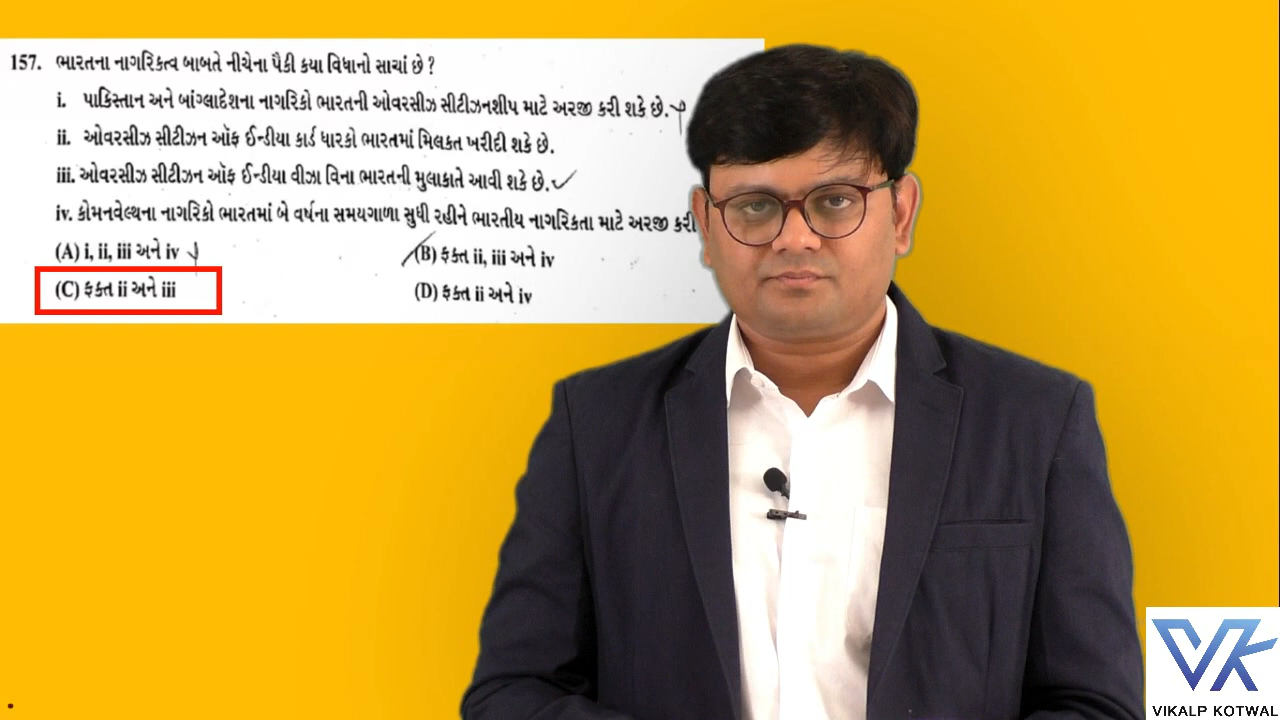 157. ભારતના નાગરિકત્વ બાબતે નીચેના પૈકી કયા વિધાનો સાચાં છે ?
i. પાકિસ્તાન અને બાંગ્લાદેશના નાગરિકો ભારતની ઓવરસીઝ સીટીઝનશીપ માટે અરજી કરી શકે છે.
ii. ઓવરસીઝ સીટીઝન ઑફ ઈન્ડીયા કાર્ડ ધારકો ભારતમાં મિલકત ખરીદી શકે છે.
iii. ઓવરસીઝ સીટીઝન ઑફ ઈન્ડીયા વીઝા વિના ભારતની મુલાકાતે આવી શકે છે.
iv. કોમનવેલ્થના નાગરિકો ભારતમાં બે વર્ષના સમયગાળા સુધી રહીને ભારતીય નાગરિકતા માટે અરજી કરી
(A) i, ii, iii અને iv (B) ફક્ત ii, iii અને iv
(C) ફક્ત ii અને iii (D) ફક્ત ii અને iv
VK
VIKALP KOTWAL